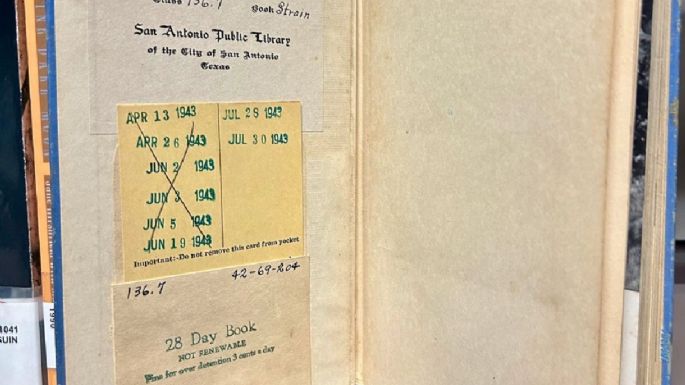 Class 136.7 Book Strain
San Antonio Public Library
of the City of San Antonio
Texas
APR 13 1943
APR 26 1943
JUN 2 1943
JUN 3 1943
JUN 5 1943
JUN 19 1943
JUL 28 1943
JUL 30 1943
Important:-Do not remove this card from pocket
136.7 42-69-204
28 Day Book
NOT RENEWABLE
Fine for over detention 3 cents a day
1041